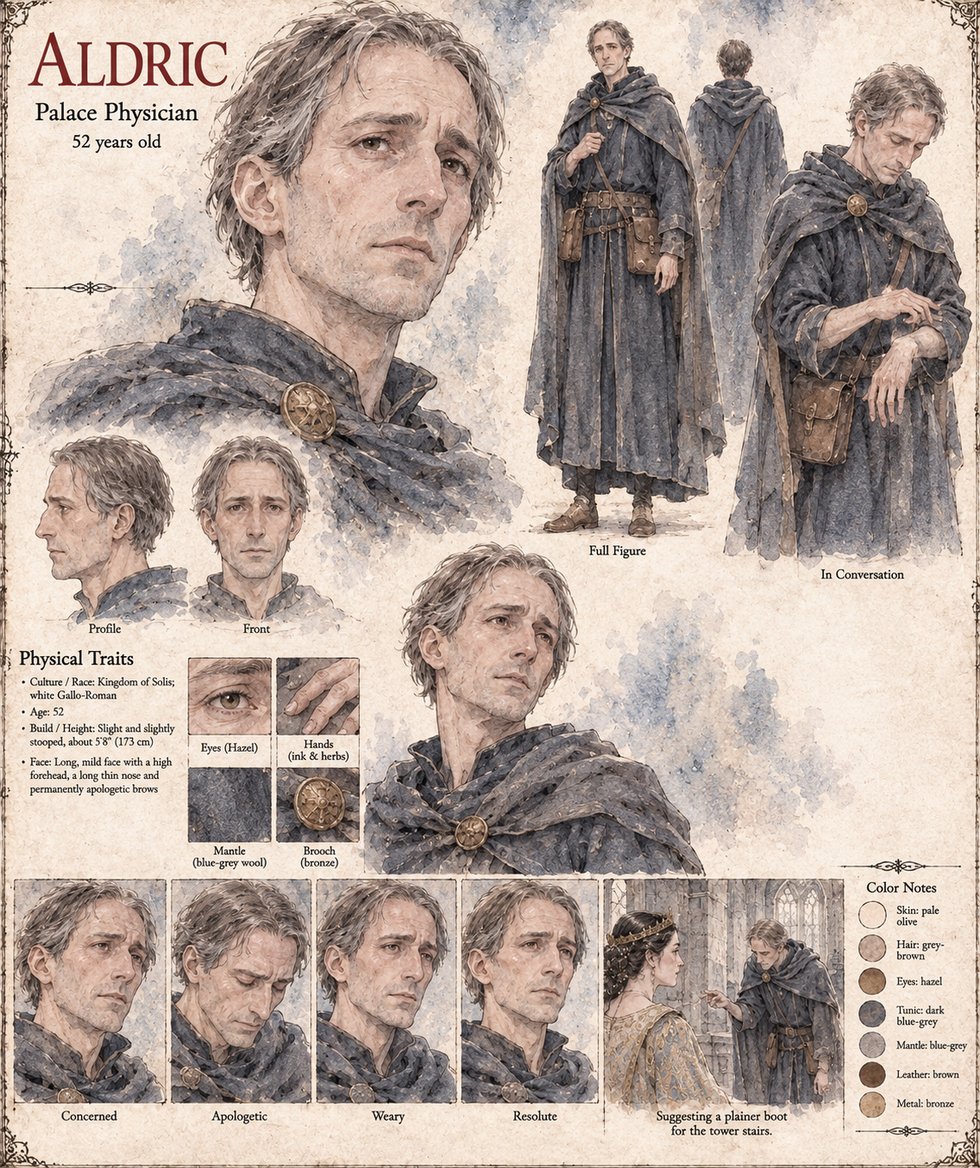 ALDRIC
Palace Physician
52 years old
Full Figure
In Conversation
Profile
Front
Physical Traits
• Culture / Race: Kingdom of Solis;
white Gallo-Roman
• Age: 52
• Build / Height: Slight and slightly
stooped, about 5'8" (173 cm)
• Face: Long, mild face with a high
forehead, a long thin nose and
permanently apologetic brows
Eyes (Hazel)
Hands
(ink & herbs)
Mantle
(blue-grey wool)
Brooch
(bronze)
Concerned
Apologetic
Weary
Resolute
Suggesting a plainer boot
for the tower stairs.
Color Notes
Skin: pale
olive
Hair: grey-
brown
Eyes: hazel
Tunic: dark
blue-grey
Mantle: blue-grey
Leather: brown
Metal: bronze